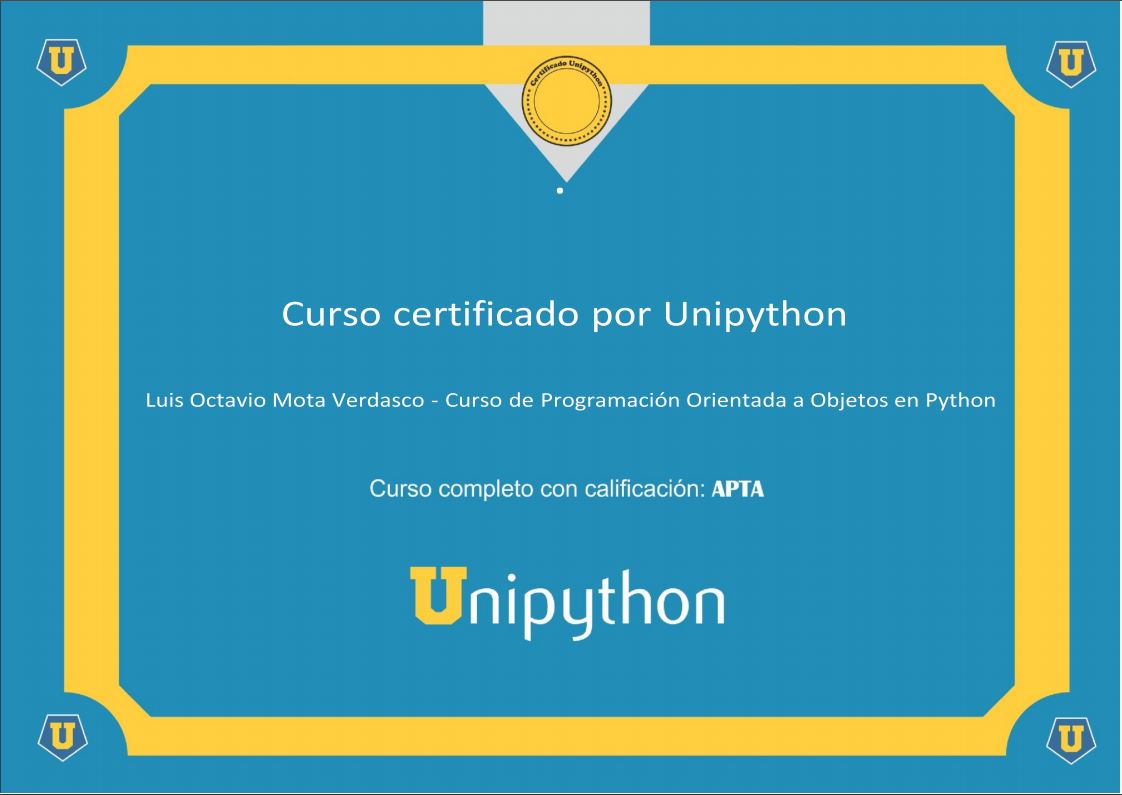 U
U
Certificado Unipython
Curso certificado por Unipython
Luis Octavio Mota Verdasco - Curso de Programación Orientada a Objetos en Python
Curso completo con calificación: APTA
Unipython
U
U